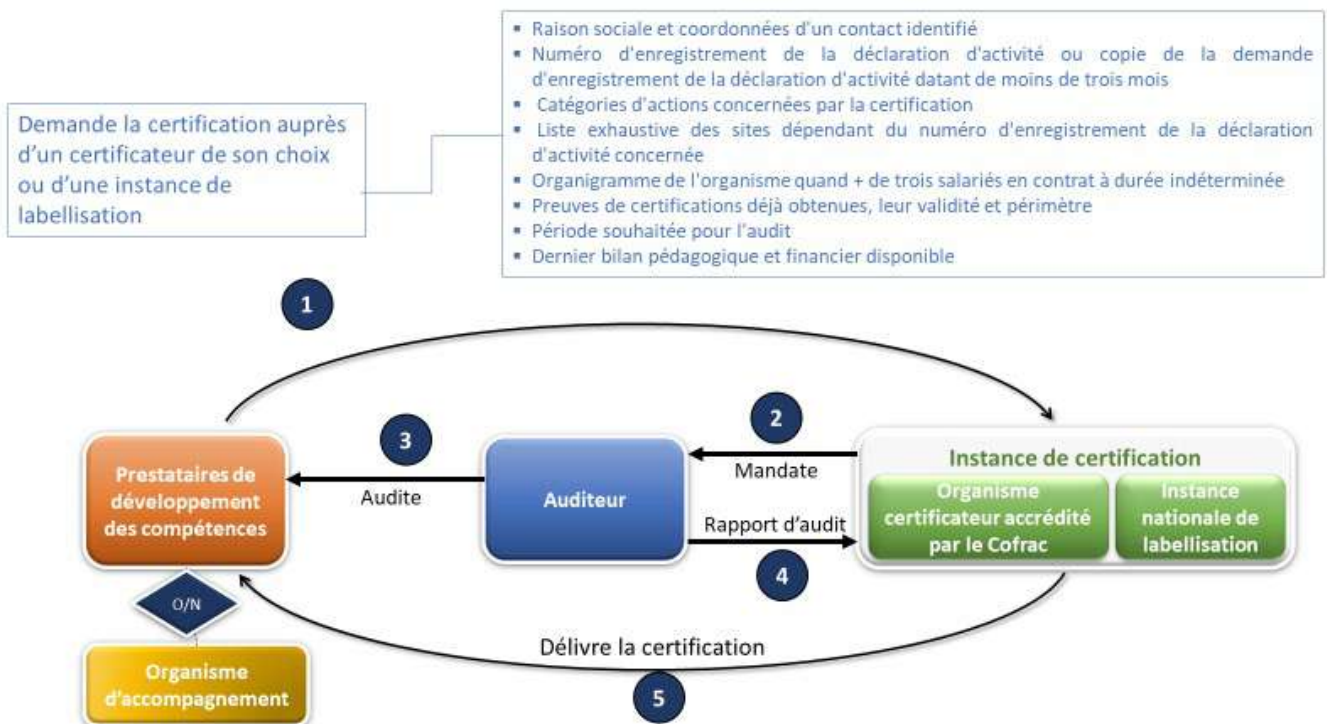 ▪ Raison sociale et coordonnées d'un contact identifié
▪ Numéro d'enregistrement de la déclaration d'activité ou copie de la demande
d'enregistrement de la déclaration d'activité datant de moins de trois mois
▪ Catégories d'actions concernées par la certification
▪ Liste exhaustive des sites dépendant du numéro d'enregistrement de la déclaration
d'activité concernée
▪ Organigramme de l'organisme quand + de trois salariés en contrat à durée indéterminée
▪ Preuves de certifications déjà obtenues, leur validité et périmètre
▪ Période souhaitée pour l'audit
▪ Dernier bilan pédagogique et financier disponible
Demande la certification auprès
d'un certificateur de son choix
ou d'une instance de
labellisation
1
2
Mandate
3
Audite
Prestataires de
développement
des compétences
Auditeur
Instance de certification
Organisme
certificateur accrédité
par le Cofrac
Instance
nationale de
labellisation
Rapport d'audit
4
O/N
Organisme
d'accompagnement
Délivre la certification
5